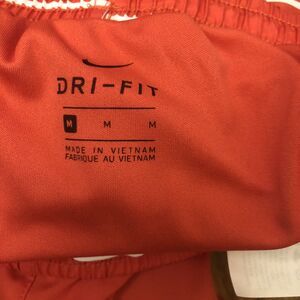 DRI-FIT
M M M
MADE IN VIETNAM
FABRIQUE AU VIETNAM